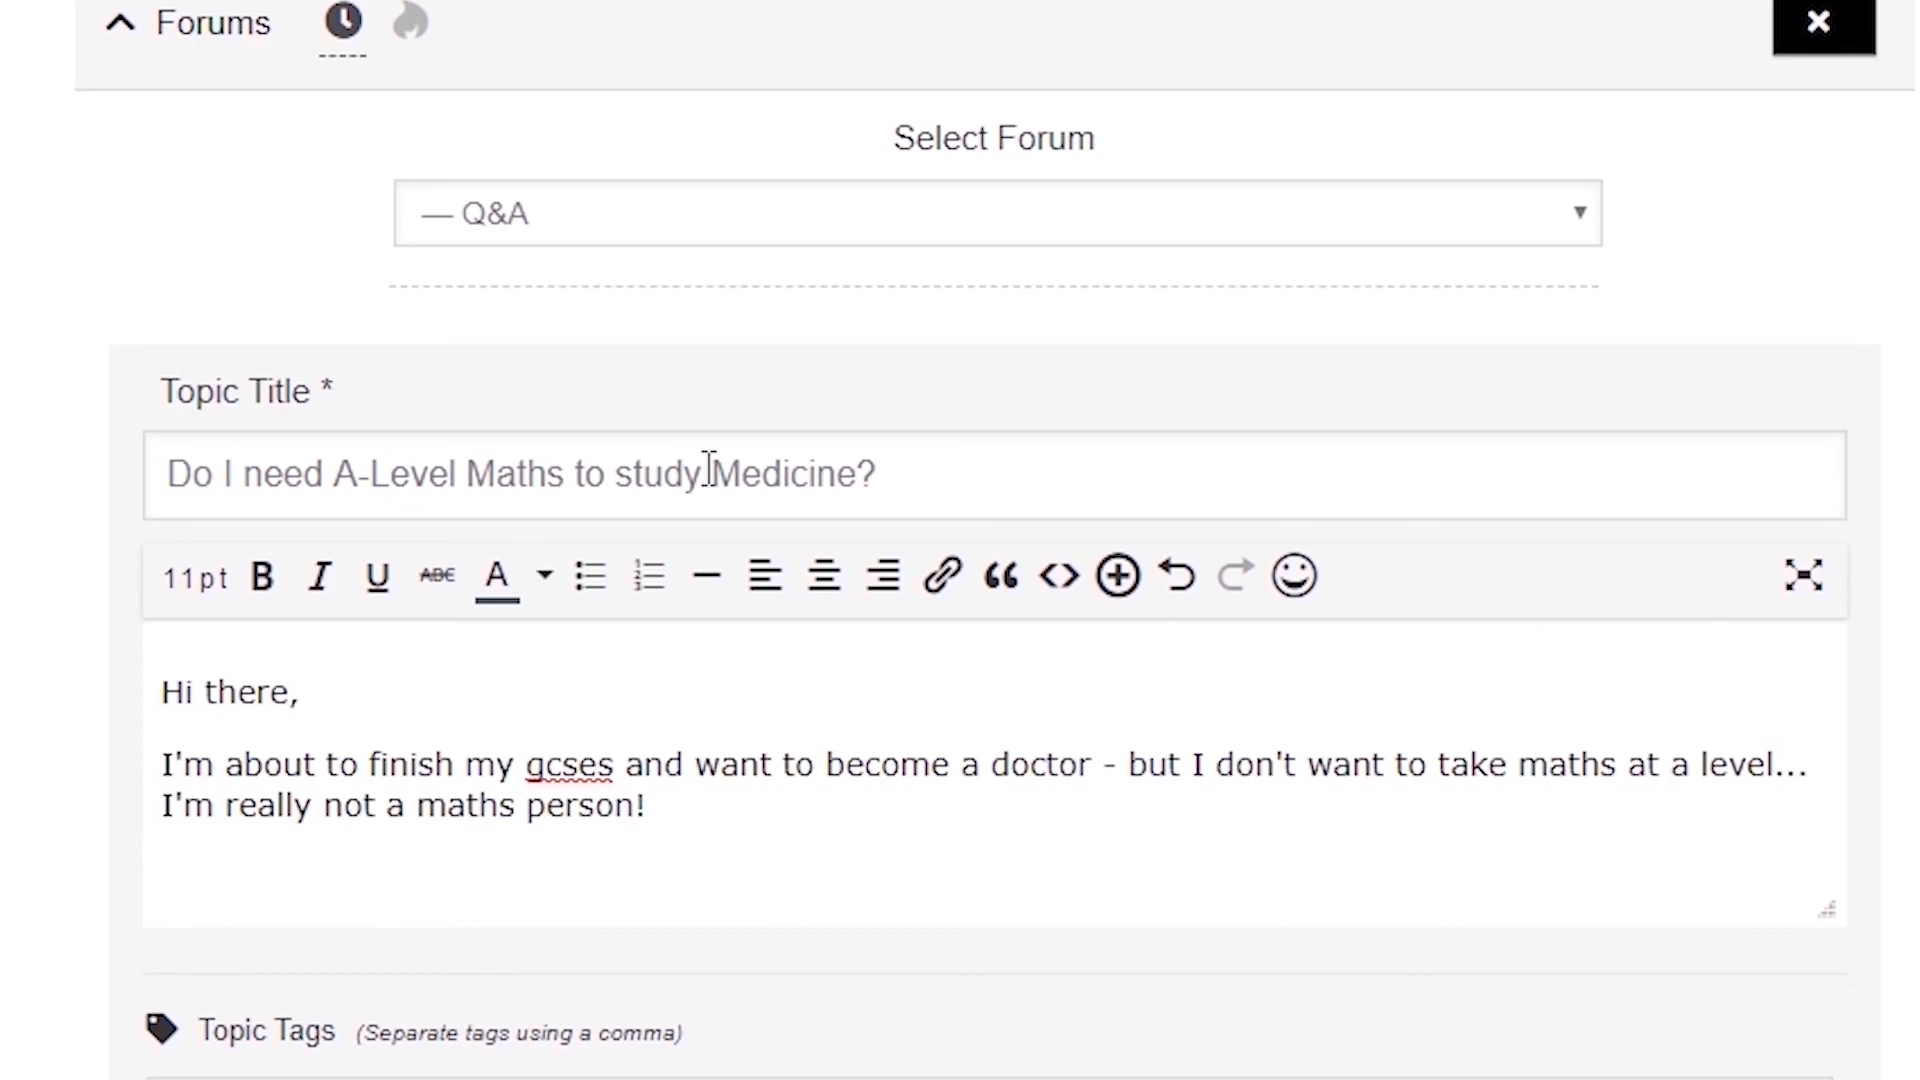 Forums
Select Forum
— Q&A
Topic Title *
Do I need A-Level Maths to study Medicine?
11pt B I U ABC A
Hi there,
I'm about to finish my gcses and want to become a doctor - but I don't want to take maths at a level...
I'm really not a maths person!
Topic Tags (Separate tags using a comma)